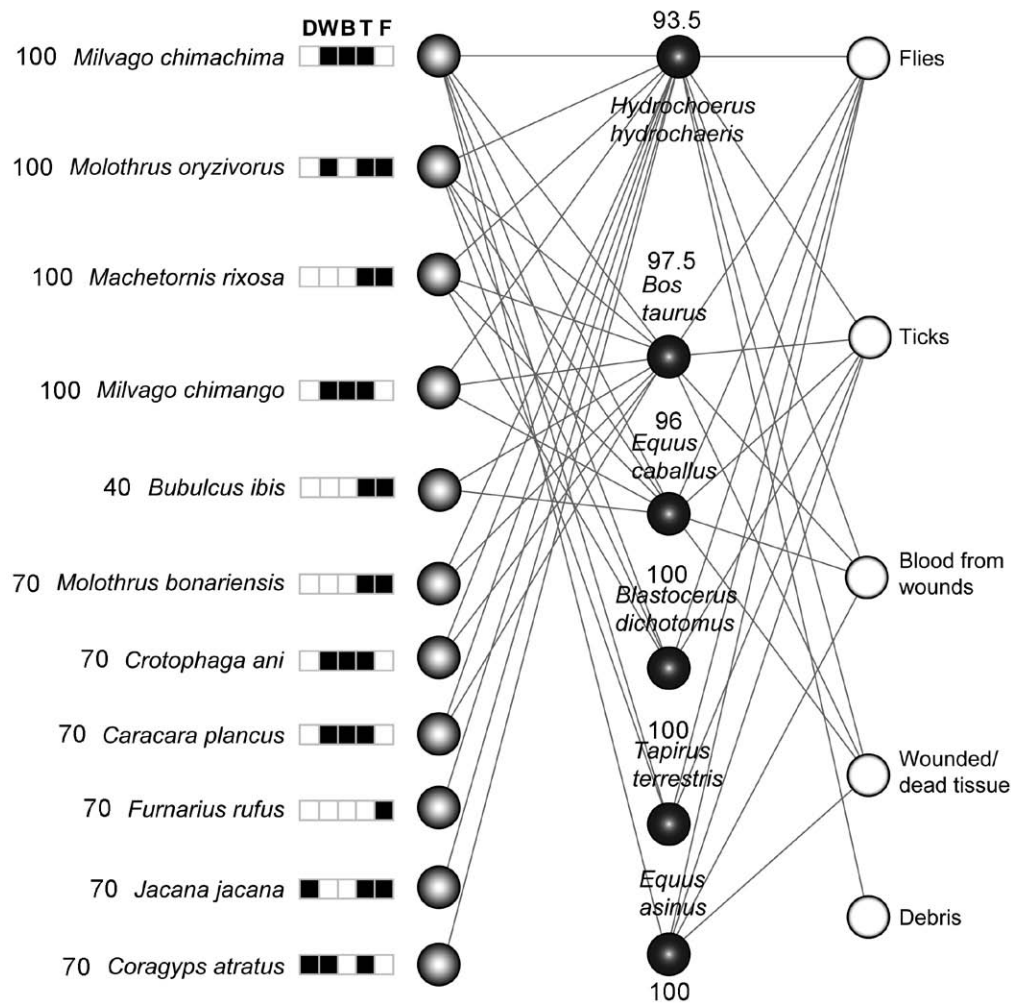 DWBTF
100 Milvago chimachima
100 Molothrus oryzivorus
100 Machetornis rixosa
100 Milvago chimango
40 Bubulcus ibis
70 Molothrus bonariensis
70 Crotophaga ani
70 Caracara plancus
70 Furnarius rufus
70 Jacana jacana
70 Coragyps atratus
93.5
Hydrochoerus
hydrochaeris
97.5
Bos
taurus
96
Equus
caballus
100
Blastocerus
dichotomus
100
Tapirus
terrestris
Equus
asinus
100
Flies
Ticks
Blood from
wounds
Wounded/
dead tissue
Debris